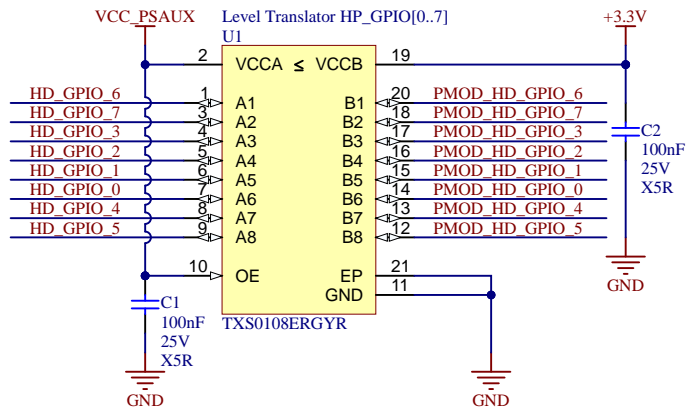 VCC_PSAUX
Level Translator HP_GPIO[0..7]
+3.3V
U1
2 VCCA ≤ VCCB 19
HD_GPIO_6 1 A1 B1 20 PMOD_HD_GPIO_6
HD_GPIO_7 3 A2 B2 18 PMOD_HD_GPIO_7
HD_GPIO_3 4 A3 B3 17 PMOD_HD_GPIO_3
HD_GPIO_2 5 A4 B4 16 PMOD_HD_GPIO_2
HD_GPIO_1 6 A5 B5 15 PMOD_HD_GPIO_1
HD_GPIO_0 7 A6 B6 14 PMOD_HD_GPIO_0
HD_GPIO_4 8 A7 B7 13 PMOD_HD_GPIO_4
HD_GPIO_5 9 A8 B8 12 PMOD_HD_GPIO_5
C2
100nF
25V
X5R
GND
10 OE EP 21
GND 11
TXS0108ERGYR
C1
100nF
25V
X5R
GND
GND